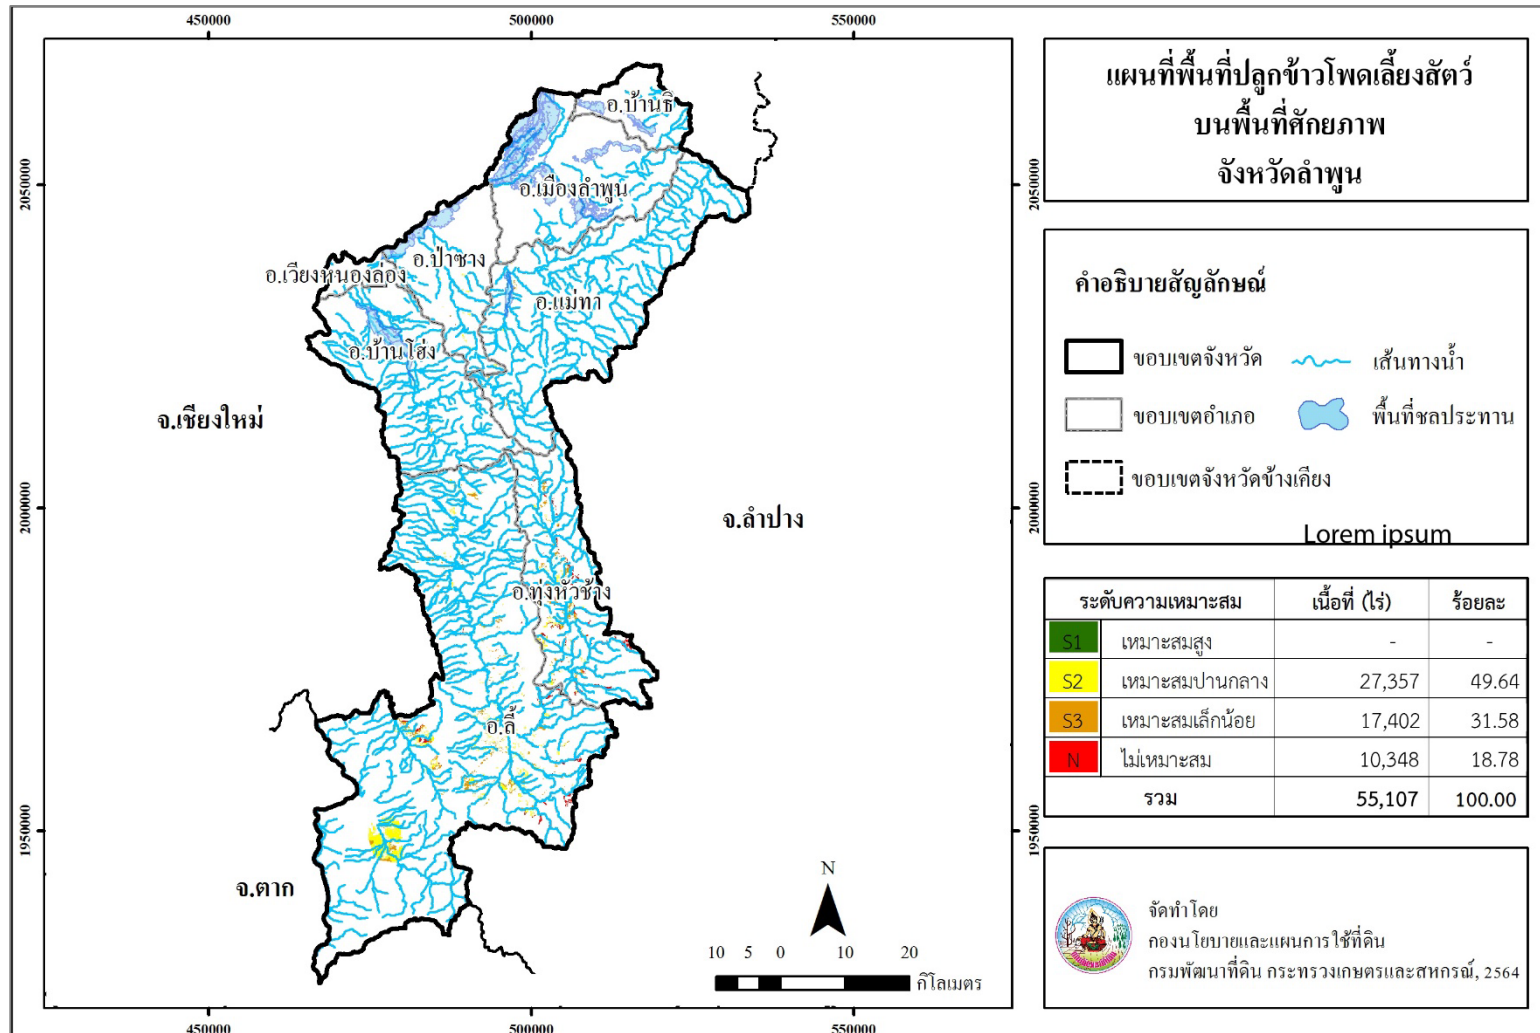 450000 500000 550000
แผนที่พื้นที่ปลูกข้าวโพดเลี้ยงสัตว์
บนพื้นที่ศักยภาพ
จังหวัดลำพูน
2050000 2050000
2000000 2000000
1950000 1950000
อ.บ้านธิ
อ.เมืองลำพูน
อ.ป่าซาง
อ.เวียงหนองล่อง
อ.แม่ทา
อ.บ้านโฮ่ง
จ.เชียงใหม่
จ.ลำปาง
อ.ทุ่งหัวช้าง
อ.ลี้
จ.ตาก
N
10 5 0 10 20
กิโลเมตร
450000 500000 550000
คำอธิบายสัญลักษณ์
ขอบเขตจังหวัด เส้นทางน้ำ
ขอบเขตอำเภอ พื้นที่ชลประทาน
ขอบเขตจังหวัดข้างเคียง
Lorem ipsum
ระดับความเหมาะสม เนื้อที่ (ไร่) ร้อยละ
S1 เหมาะสมสูง - -
S2 เหมาะสมปานกลาง 27,357 49.64
S3 เหมาะสมเล็กน้อย 17,402 31.58
N ไม่เหมาะสม 10,348 18.78
รวม 55,107 100.00
จัดทำโดย
กองนโยบายและแผนการใช้ที่ดิน
กรมพัฒนาที่ดิน กระทรวงเกษตรและสหกรณ์, 2564